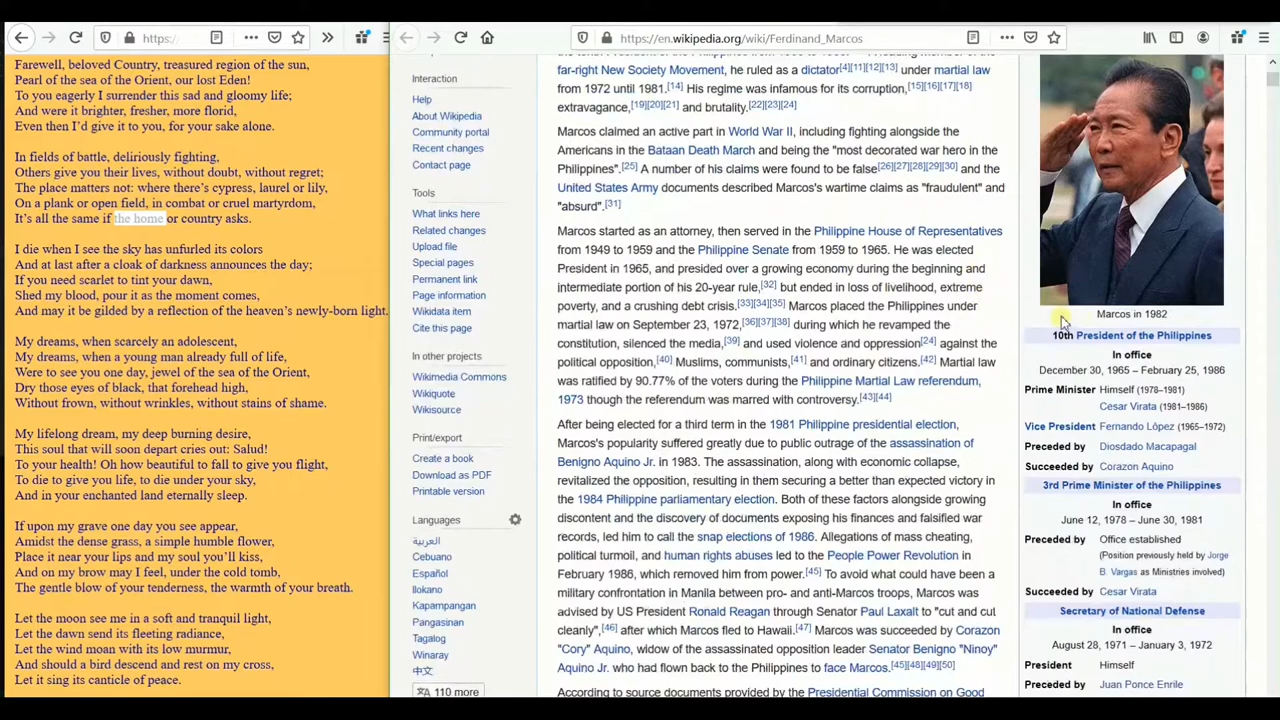 https://
Farewell, beloved Country, treasured region of the sun,
Pearl of the sea of the Orient, our lost Eden!
To you eagerly I surrender this sad and gloomy life;
And were it brighter, fresher, more florid,
Even then I'd give it to you, for your sake alone.
In fields of battle, deliriously fighting,
Others give you their lives, without doubt, without regret;
The place matters not: where there's cypress, laurel or lily,
On a plank or open field, in combat or cruel martyrdom,
It's all the same if the home or country asks.
I die when I see the sky has unfurled its colors
And at last after a cloak of darkness announces the day;
If you need scarlet to tint your dawn,
Shed my blood, pour it as the moment comes,
And may it be gilded by a reflection of the heaven's newly-born light.
My dreams, when scarcely an adolescent,
My dreams, when a young man already full of life,
Were to see you one day, jewel of the sea of the Orient,
Dry those eyes of black, that forehead high,
Without frown, without wrinkles, without stains of shame.
My lifelong dream, my deep burning desire,
This soul that will soon depart cries out: Salud!
To your health! Oh how beautiful to fall to give you flight,
To die to give you life, to die under your sky,
And in your enchanted land eternally sleep.
If upon my grave one day you see appear,
Amidst the dense grass, a simple humble flower,
Place it near your lips and my soul you'll kiss,
And on my brow may I feel, under the cold tomb,
The gentle blow of your tenderness, the warmth of your breath.
Let the moon see me in a soft and tranquil light,
Let the dawn send its fleeting radiance,
Let the wind moan with its low murmur,
And should a bird descend and rest on my cross,
Let it sing its canticle of peace.
https://en.wikipedia.org/wiki/Ferdinand_Marcos
Interaction
Help
About Wikipedia
Community portal
Recent changes
Contact page
Tools
What links here
Related changes
Upload file
Special pages
Permanent link
Page information
Wikidata item
Cite this page
In other projects
Wikimedia Commons
Wikiquote
Wikisource
Print/export
Create a book
Download as PDF
Printable version
Languages
العربية
Cebuano
Español
Ilokano
Kapampangan
Pangasinan
Tagalog
Winaray
中文
110 more
far-right New Society Movement, he ruled as a dictator[4][11][12][13] under martial law
from 1972 until 1981.[14] His regime was infamous for its corruption,[15][16][17][18]
extravagance,[19][20][21] and brutality.[22][23][24]
Marcos claimed an active part in World War II, including fighting alongside the
Americans in the Bataan Death March and being the "most decorated war hero in the
Philippines".[25] A number of his claims were found to be false[26][27][28][29][30] and the
United States Army documents described Marcos's wartime claims as "fraudulent" and
"absurd".[31]
Marcos started as an attorney, then served in the Philippine House of Representatives
from 1949 to 1959 and the Philippine Senate from 1959 to 1965. He was elected
President in 1965, and presided over a growing economy during the beginning and
intermediate portion of his 20-year rule,[32] but ended in loss of livelihood, extreme
poverty, and a crushing debt crisis.[33][34][35] Marcos placed the Philippines under
martial law on September 23, 1972,[36][37][38] during which he revamped the
constitution, silenced the media,[39] and used violence and oppression[24] against the
political opposition,[40] Muslims, communists,[41] and ordinary citizens.[42] Martial law
was ratified by 90.77% of the voters during the Philippine Martial Law referendum,
1973 though the referendum was marred with controversy.[43][44]
After being elected for a third term in the 1981 Philippine presidential election,
Marcos's popularity suffered greatly due to public outrage of the assassination of
Benigno Aquino Jr. in 1983. The assassination, along with economic collapse,
revitalized the opposition, resulting in them securing a better than expected victory in
the 1984 Philippine parliamentary election. Both of these factors alongside growing
discontent and the discovery of documents exposing his finances and falsified war
records, led him to call the snap elections of 1986. Allegations of mass cheating,
political turmoil, and human rights abuses led to the People Power Revolution in
February 1986, which removed him from power.[45] To avoid what could have been a
military confrontation in Manila between pro- and anti-Marcos troops, Marcos was
advised by US President Ronald Reagan through Senator Paul Laxalt to "cut and cut
cleanly",[46] after which Marcos fled to Hawaii.[47] Marcos was succeeded by Corazon
"Cory" Aquino, widow of the assassinated opposition leader Senator Benigno "Ninoy"
Aquino Jr. who had flown back to the Philippines to face Marcos.[45][48][49][50]
According to source documents provided by the Presidential Commission on Good
Marcos in 1982
10th President of the Philippines
In office
December 30, 1965 – February 25, 1986
Prime Minister Himself (1978–1981)
Cesar Virata (1981–1986)
Vice President Fernando López (1965–1972)
Preceded by Diosdado Macapagal
Succeeded by Corazon Aquino
3rd Prime Minister of the Philippines
In office
June 12, 1978 – June 30, 1981
Preceded by Office established
(Position previously held by Jorge
B. Vargas as Ministries involved)
Succeeded by Cesar Virata
Secretary of National Defense
In office
August 28, 1971 – January 3, 1972
President Himself
Preceded by Juan Ponce Enrile